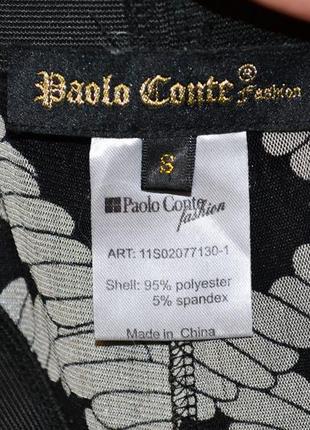 Paolo Conte® Fashion
S
Paolo Conte
fashion
ART: 11S02077130-1
Shell: 95% polyester
5% spandex
Made in China